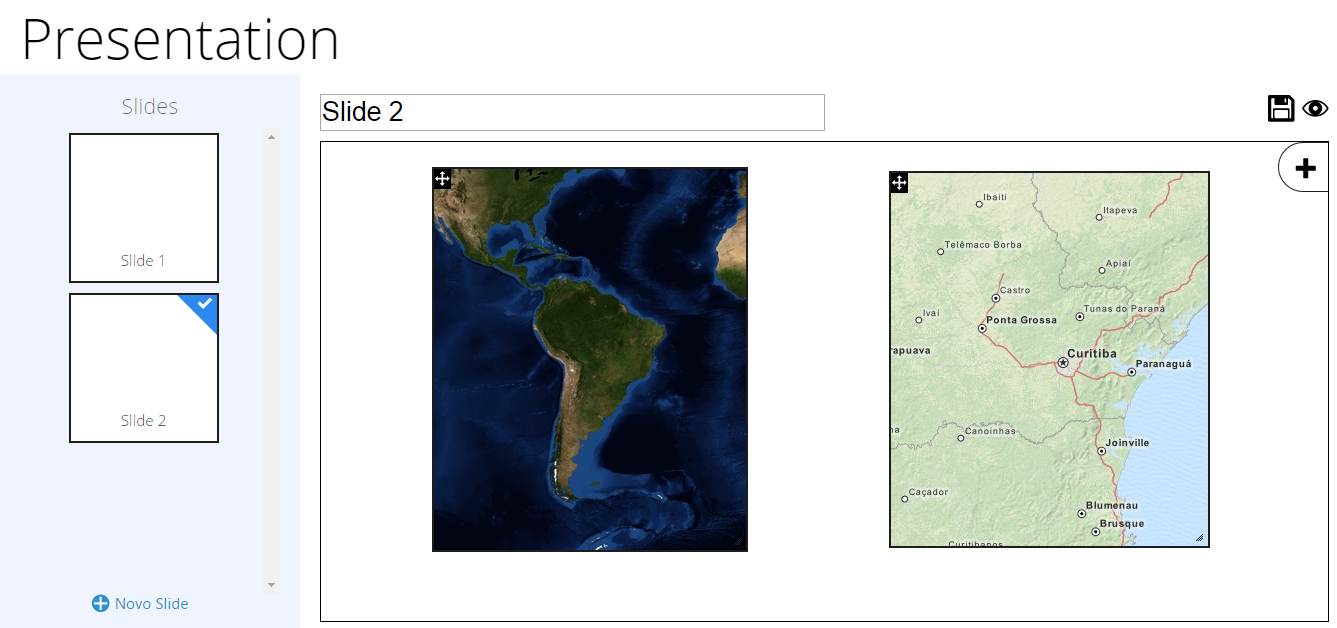 Presentation
Slides
Slide 1
Slide 2
Novo Slide
Slide 2
Ibaiti
Itapeva
Telêmaco Borba
Apiaí
Castro
Ivaí
Ponta Grossa
Tunas do Paraná
rapuava
Curitiba
Paranaguá
na
Canoinhas
Joinville
Caçador
Blumenau
Brusque
Curitibanos